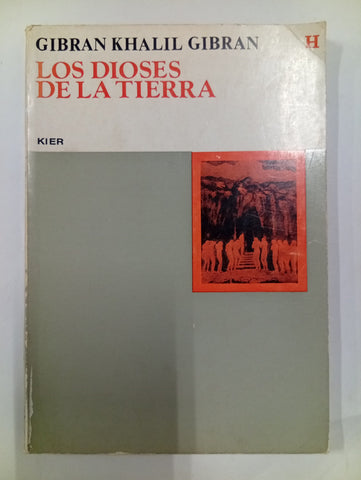 GIBRAN KHALIL GIBRAN H
LOS DIOSES
DE LA TIERRA
KIER